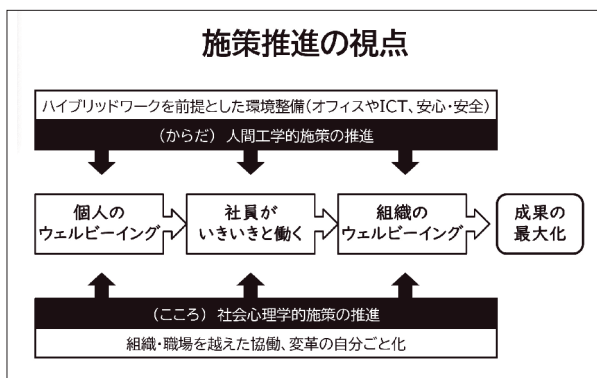 施策推進の視点
ハイブリッドワークを前提とした環境整備(オフィスやICT、安心・安全)
(からだ) 人間工学的施策の推進
個人の
ウェルビーイング
社員が
いきいきと働く
組織の
ウェルビーイング
成果の
最大化
(こころ) 社会心理学的施策の推進
組織・職場を越えた協働、変革の自分ごと化